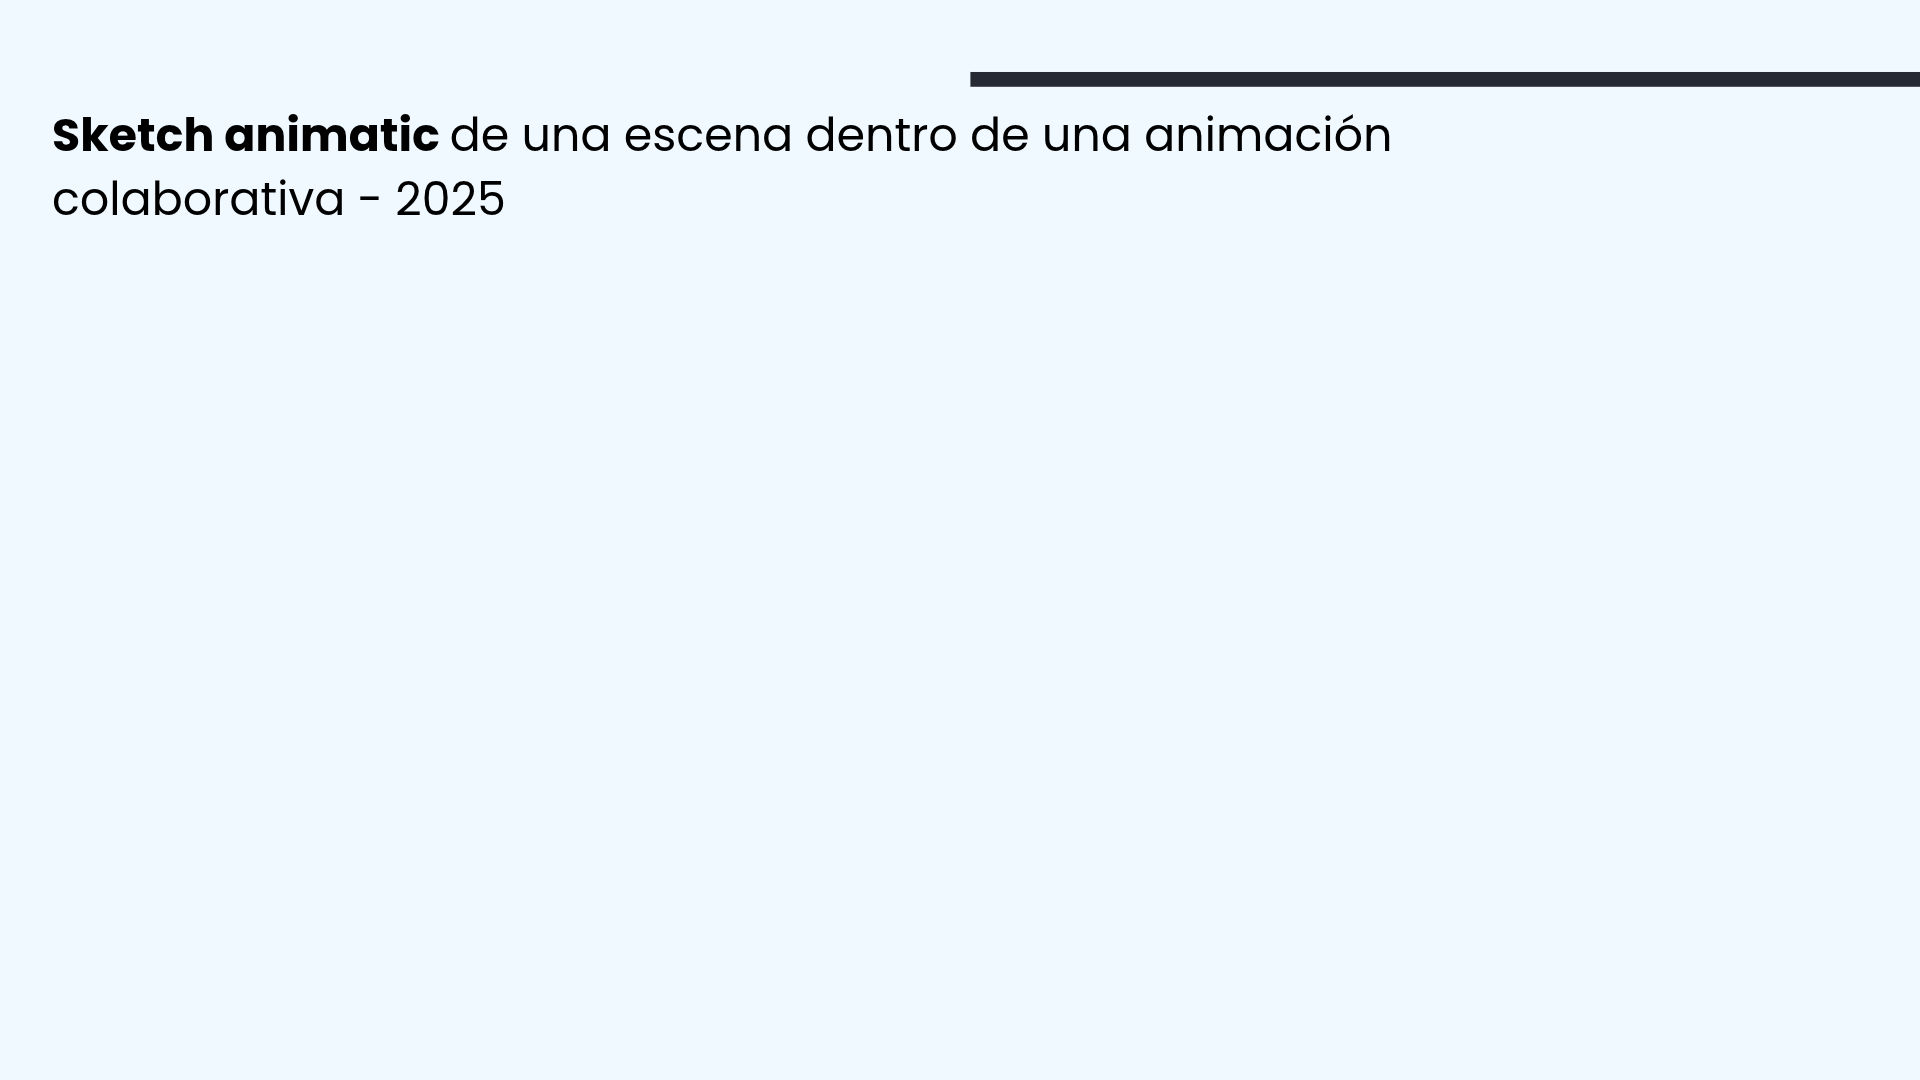 Sketch animatic de una escena dentro de una animación
colaborativa - 2025